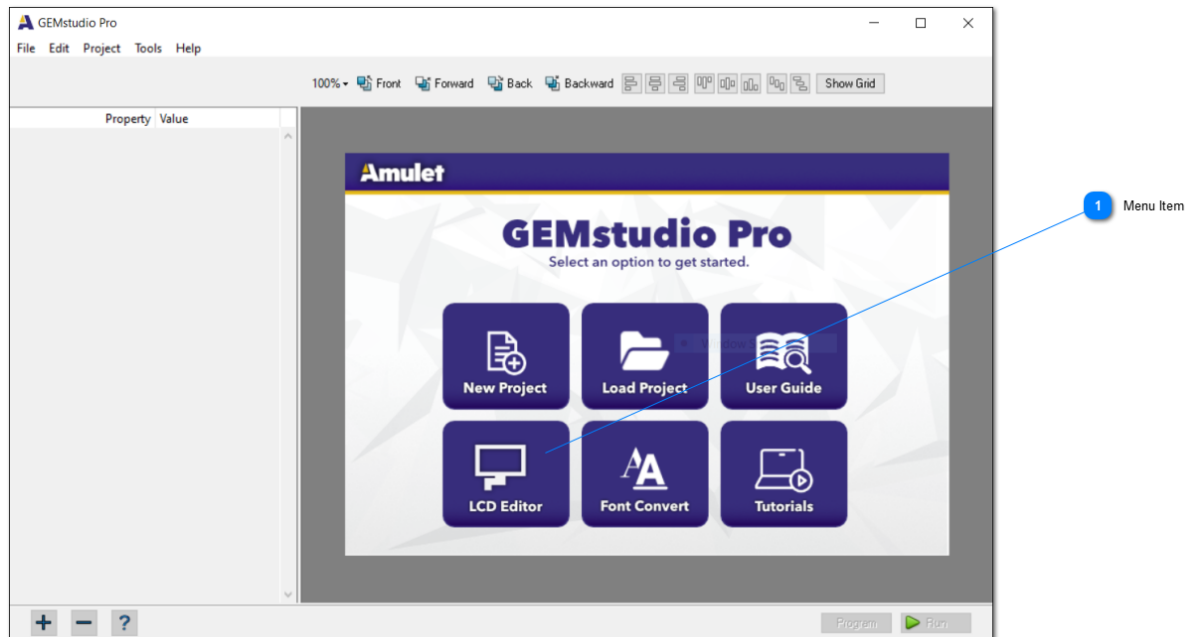 GEMstudio Pro
File Edit Project Tools Help
100% Front Forward Back Backward Show Grid
Property Value
Amulet
GEMstudio Pro
Select an option to get started.
1 Menu Item
New Project Load Project User Guide
LCD Editor Font Convert Tutorials
Program Run